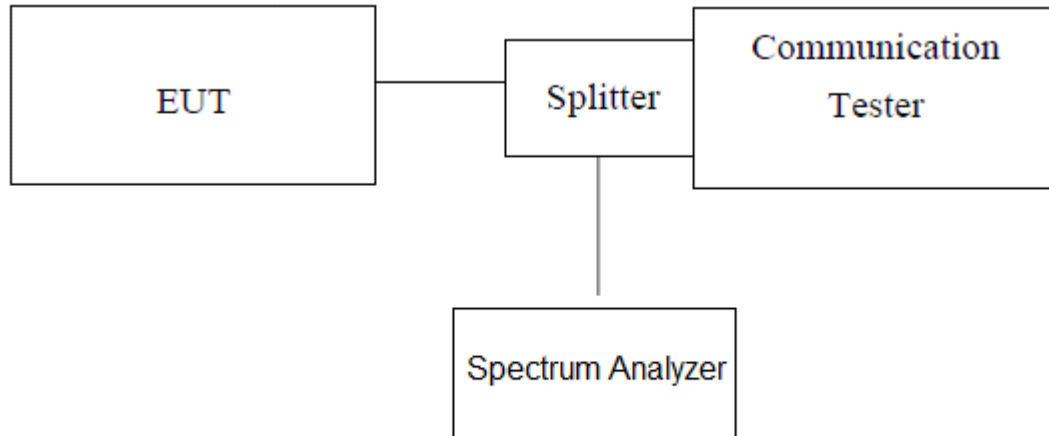 EUT
Splitter
Communication
Tester
Spectrum Analyzer